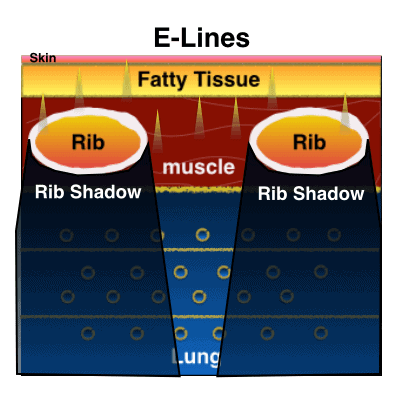 E-Lines
Skin
Fatty Tissue
Rib
Rib
muscle
Rib Shadow
Rib Shadow
Lung